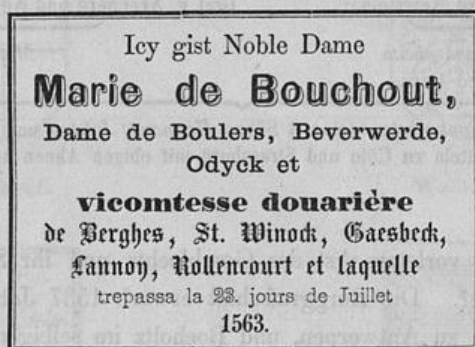 Icy gist Noble Dame
Marie de Bouchout,
Dame de Boulers, Beverwerde,
Odyck et
vicomtesse douarière
de Berghes, St. Winock, Gaesbeck,
Lannoy, Rollencourt et laquelle
trepassa la 23. jours de Juillet
1563.